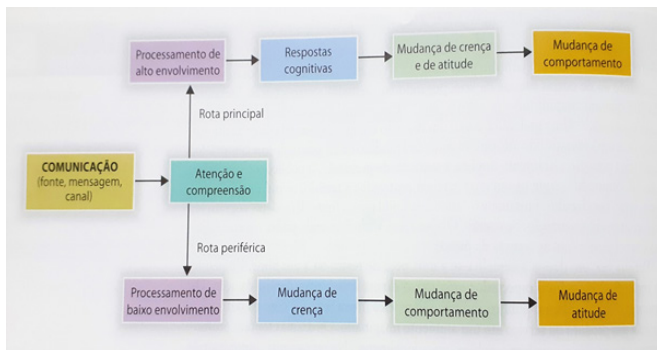 Processamento de
alto envolvimento
Respostas
cognitivas
Mudança de crença
e de atitude
Mudança de
comportamento
Rota principal
COMUNICAÇÃO
(fonte, mensagem,
canal)
Atenção e
compreensão
Rota periférica
Processamento de
baixo envolvimento
Mudança de
crença
Mudança de
comportamento
Mudança de
atitude